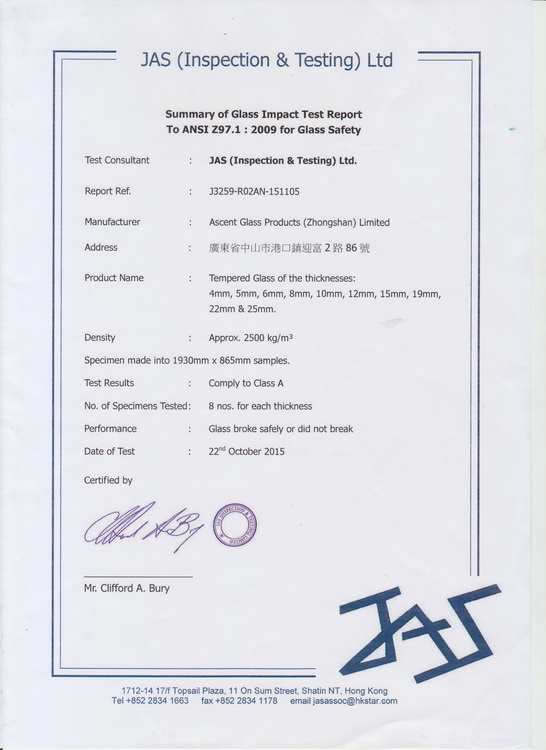 JAS (Inspection & Testing) Ltd
Summary of Glass Impact Test Report
To ANSI Z97.1 : 2009 for Glass Safety
Test Consultant : JAS (Inspection & Testing) Ltd.
Report Ref. : J3259-R02AN-151105
Manufacturer : Ascent Glass Products (Zhongshan) Limited
Address : 廣東省中山市港口鎮迎富 2 路 86 號
Product Name : Tempered Glass of the thicknesses:
4mm, 5mm, 6mm, 8mm, 10mm, 12mm, 15mm, 19mm,
22mm & 25mm.
Density : Approx. 2500 kg/m³
Specimen made into 1930mm x 865mm samples.
Test Results : Comply to Class A
No. of Specimens Tested: 8 nos. for each thickness
Performance : Glass broke safely or did not break
Date of Test : 22nd October 2015
Certified by
Mr. Clifford A. Bury
JAS
1712-14 17/f Topsail Plaza, 11 On Sum Street, Shatin NT, Hong Kong
Tel +852 2834 1663 fax +852 2834 1178 email jasassoc@hkstar.com